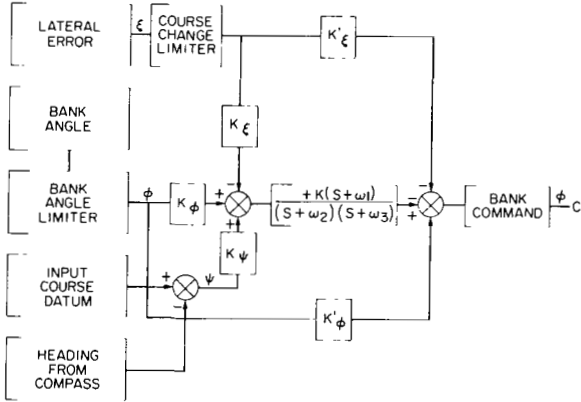 LATERAL
ERROR
ξ
COURSE
CHANGE
LIMITER
K'ξ
BANK
ANGLE
Kξ
BANK
ANGLE
LIMITER
ϕ
Kϕ
+
−
+
+K(S+ω1)
(S+ω2)(S+ω3)
−
=
+
BANK
COMMAND
ϕ
C
Kψ
INPUT
COURSE
DATUM
+
−
ψ
K'ϕ
HEADING
FROM
COMPASS